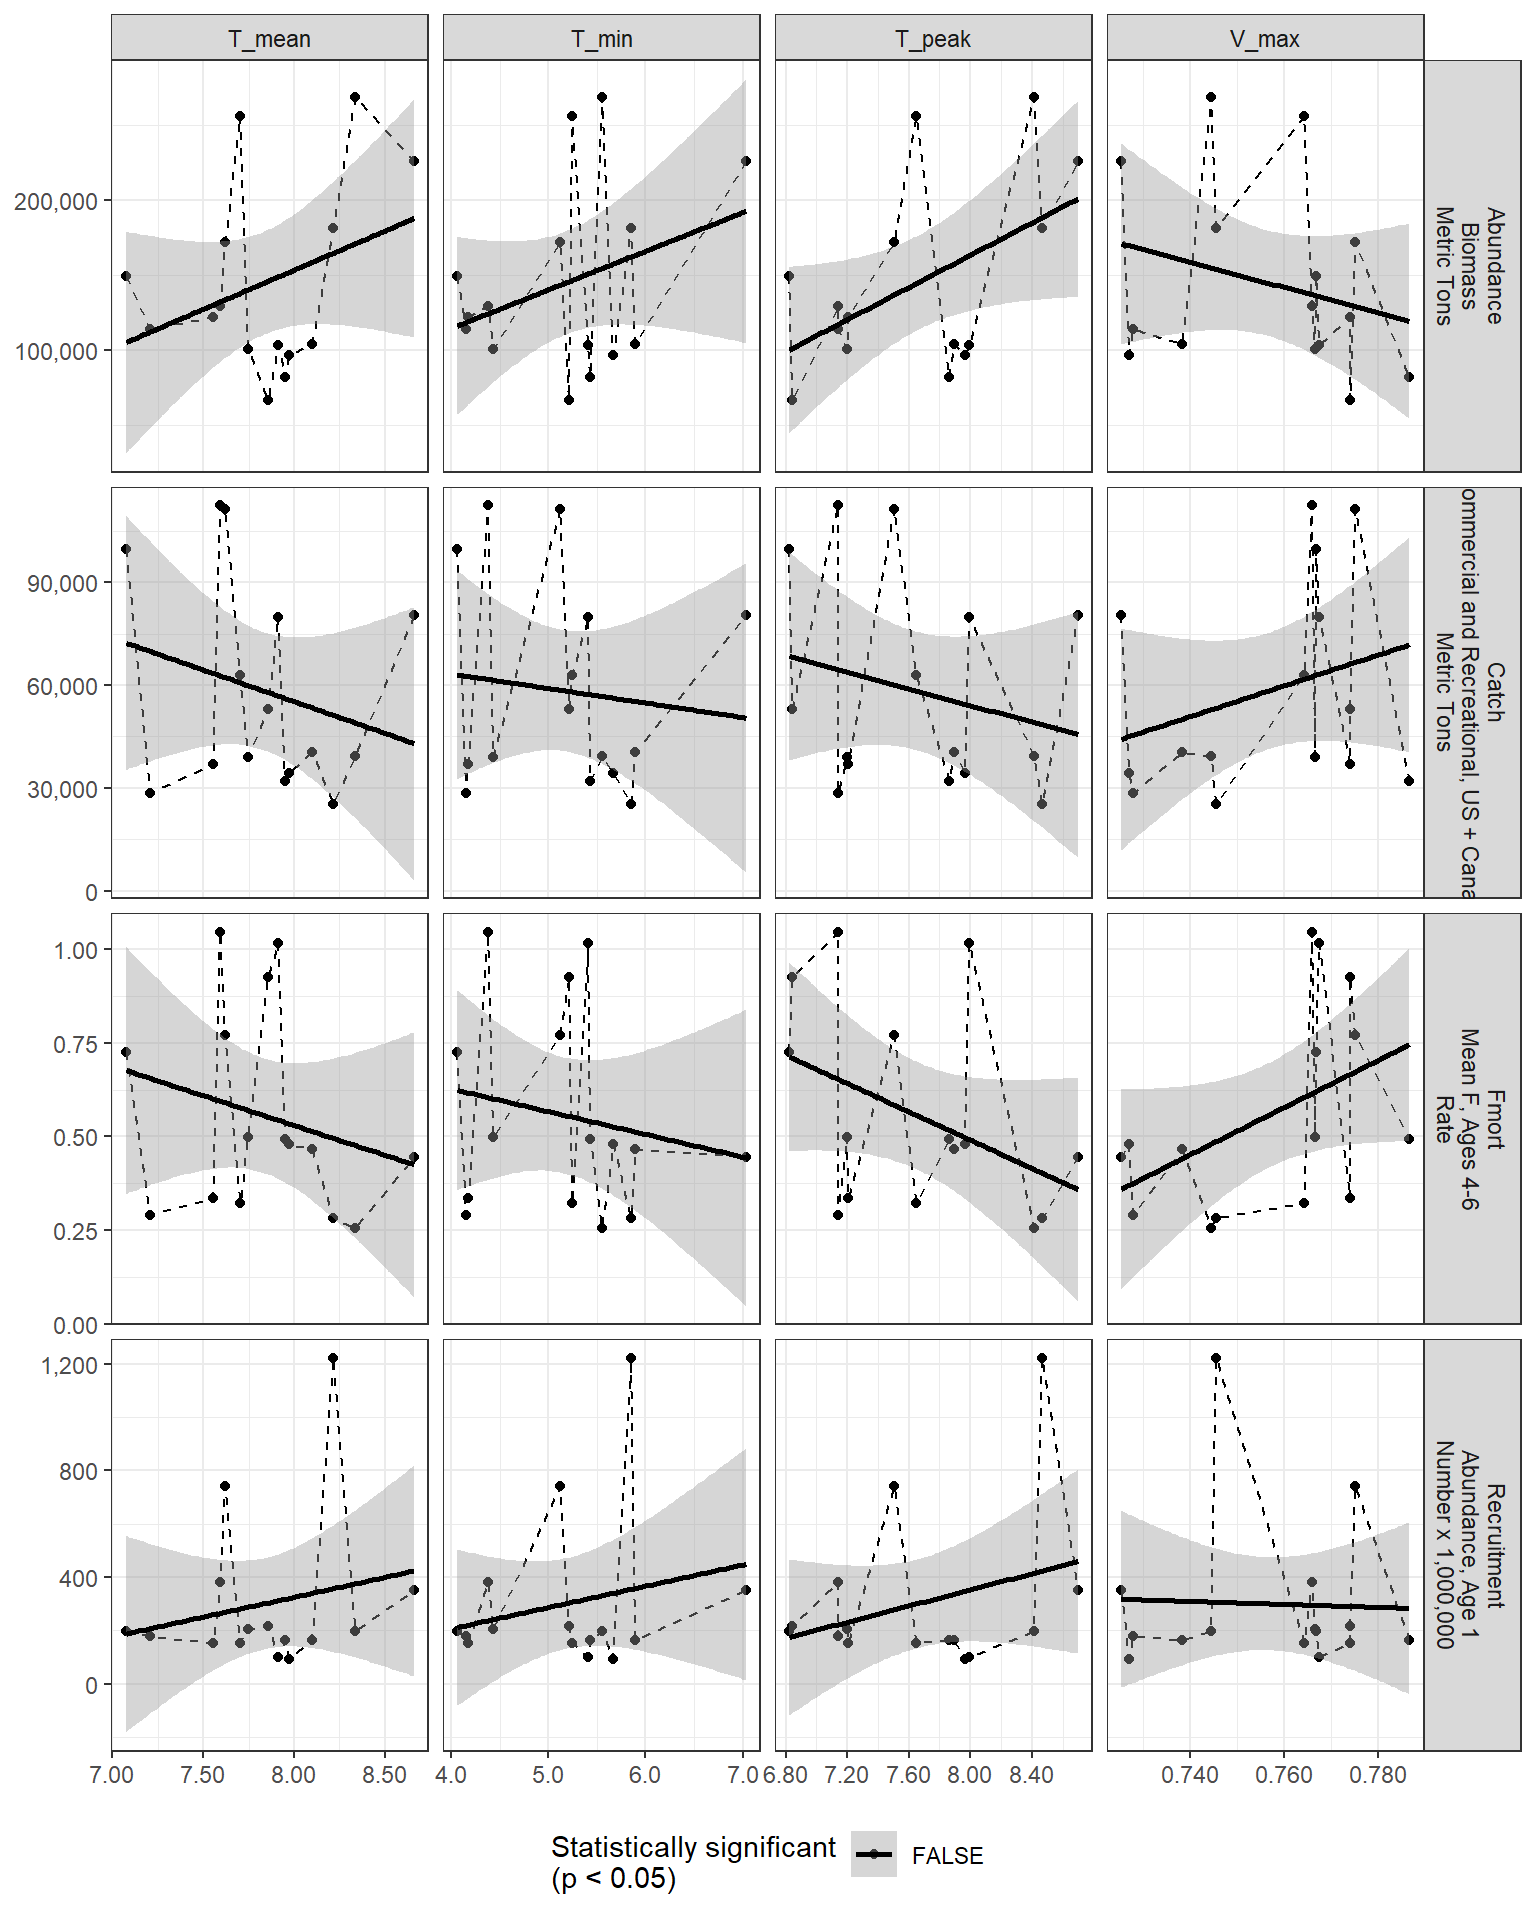 T_mean T_min T_peak V_max
200,000
100,000
Abundance
Biomass
Metric Tons
90,000
60,000
30,000
0
Catch
ommercial and Recreational, US + Cana
Metric Tons
1.00
0.75
0.50
0.25
0.00
Fmort
Mean F, Ages 4-6
Rate
1,200
800
400
0
Recruitment
Abundance, Age 1
Number x 1,000,000
7.00 7.50 8.00 8.50 4.0 5.0 6.0 7.0 6.80 7.20 7.60 8.00 8.40 0.740 0.760 0.780
Statistically significant
(p < 0.05)
FALSE